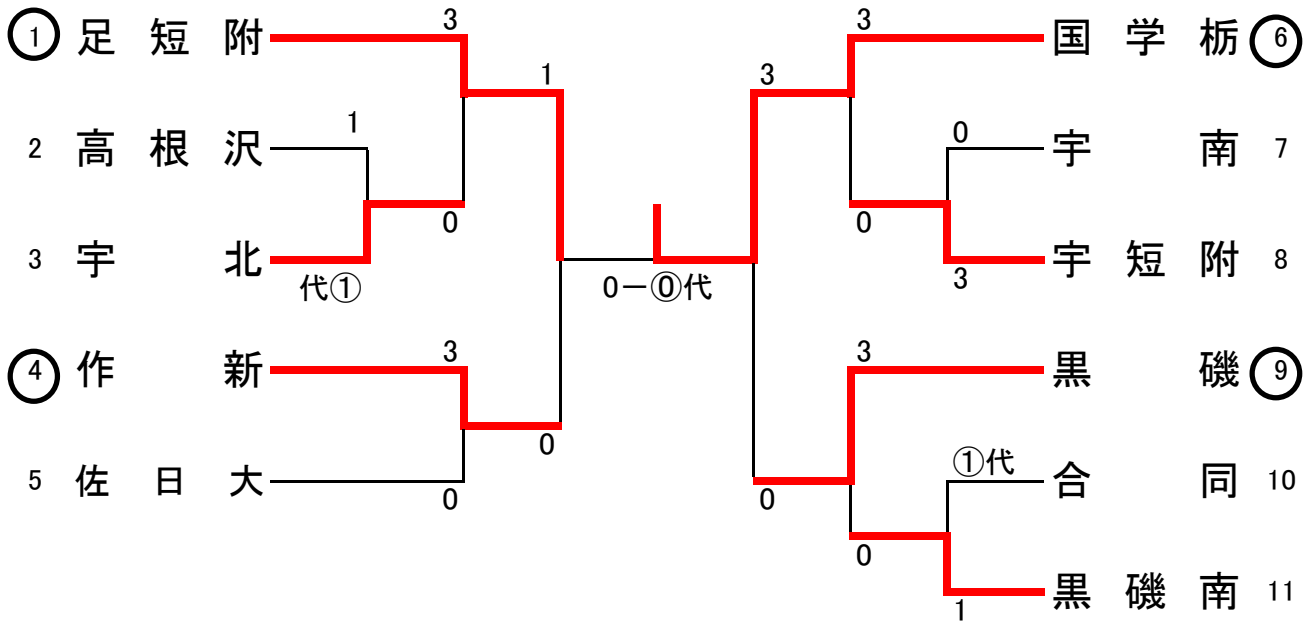 3
3
① 足短附
国学栃 ⑥
1
3
1
0
2 高根沢
宇南 7
0
0
3 宇北
宇短附 8
代①
0－⓪代
3
3
3
④ 作新
黒磯 ⑨
0
①代
5 佐日大
合同 10
0
0
0
黒磯南 11
1